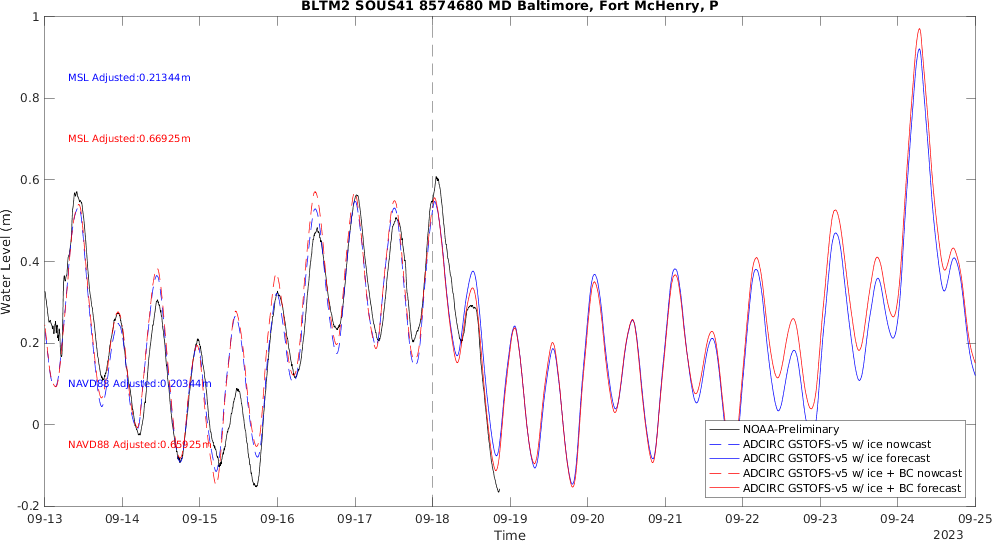 BLTM2 SOUS41 8574680 MD Baltimore, Fort McHenry, P
1
0.8
0.6
0.4
0.2
0
-0.2
Water Level (m)
MSL Adjusted:0.21344m
MSL Adjusted:0.66925m
NAVD88 Adjusted:0.20344m
NAVD88 Adjusted:0.65925m
NOAA-Preliminary
ADCIRC GSTOFS-v5 w/ ice nowcast
ADCIRC GSTOFS-v5 w/ ice forecast
ADCIRC GSTOFS-v5 w/ ice + BC nowcast
ADCIRC GSTOFS-v5 w/ ice + BC forecast
09-13 09-14 09-15 09-16 09-17 09-18 09-19 09-20 09-21 09-22 09-23 09-24 09-25
Time
2023